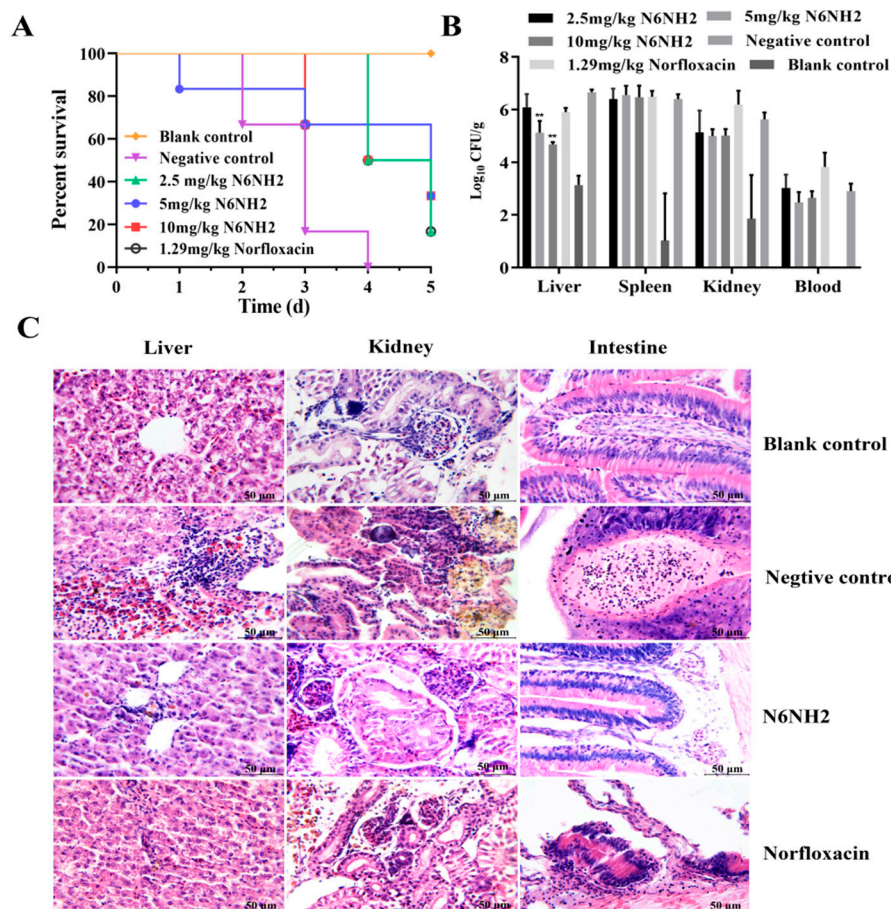 A
Percent survival
100
80
60
40
20
0
Blank control
Negative control
2.5 mg/kg N6NH2
5mg/kg N6NH2
10mg/kg N6NH2
1.29mg/kg Norfloxacin
0 1 2 3 4 5
Time (d)
B
2.5mg/kg N6NH2 5mg/kg N6NH2
10mg/kg N6NH2 Negative control
1.29mg/kg Norfloxacin Blank control
Log10 CFU/g
8
6
4
2
0
** **
Liver Spleen Kidney Blood
C
Liver Kidney Intestine
50 μm 50 μm 50 μm
Blank control
50 μm 50 μm 50 μm
Negtive contro
50 μm 50 μm 50 μm
N6NH2
50 μm 50 μm 50 μm
Norfloxacin